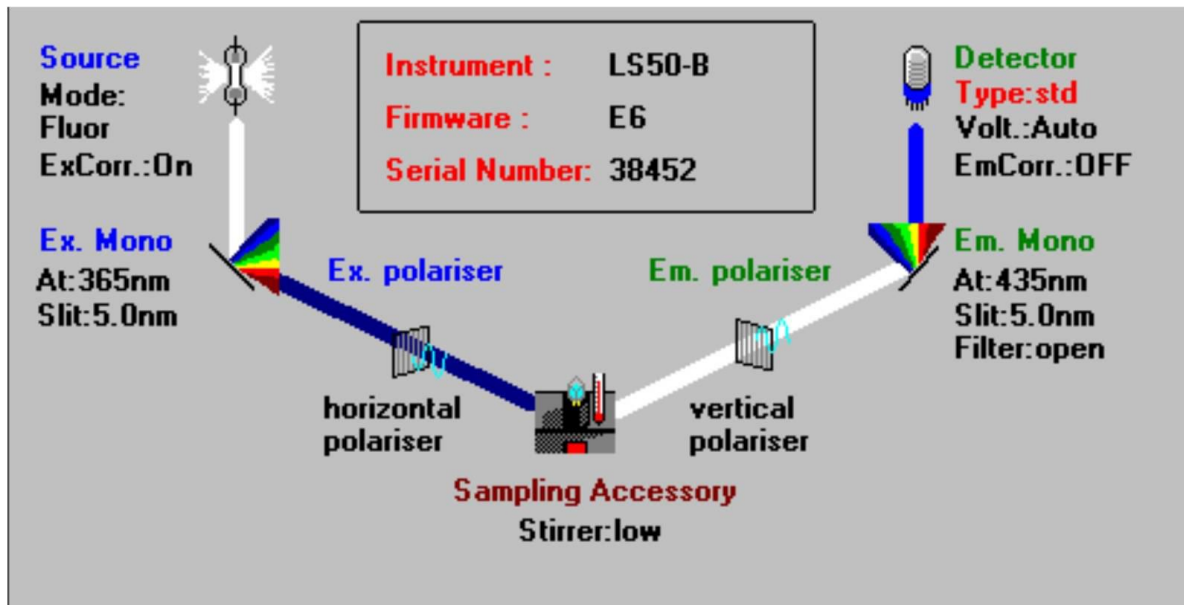 Source
Mode:
Fluor
ExCorr.:On
Instrument : LS50-B
Firmware : E6
Serial Number: 38452
Detector
Type:std
Volt.:Auto
EmCorr.:OFF
Ex. Mono
At:365nm
Slit:5.0nm
Ex. polariser
Em. polariser
Em. Mono
At:435nm
Slit:5.0nm
Filter:open
horizontal
polariser
vertical
polariser
Sampling Accessory
Stirrer:low